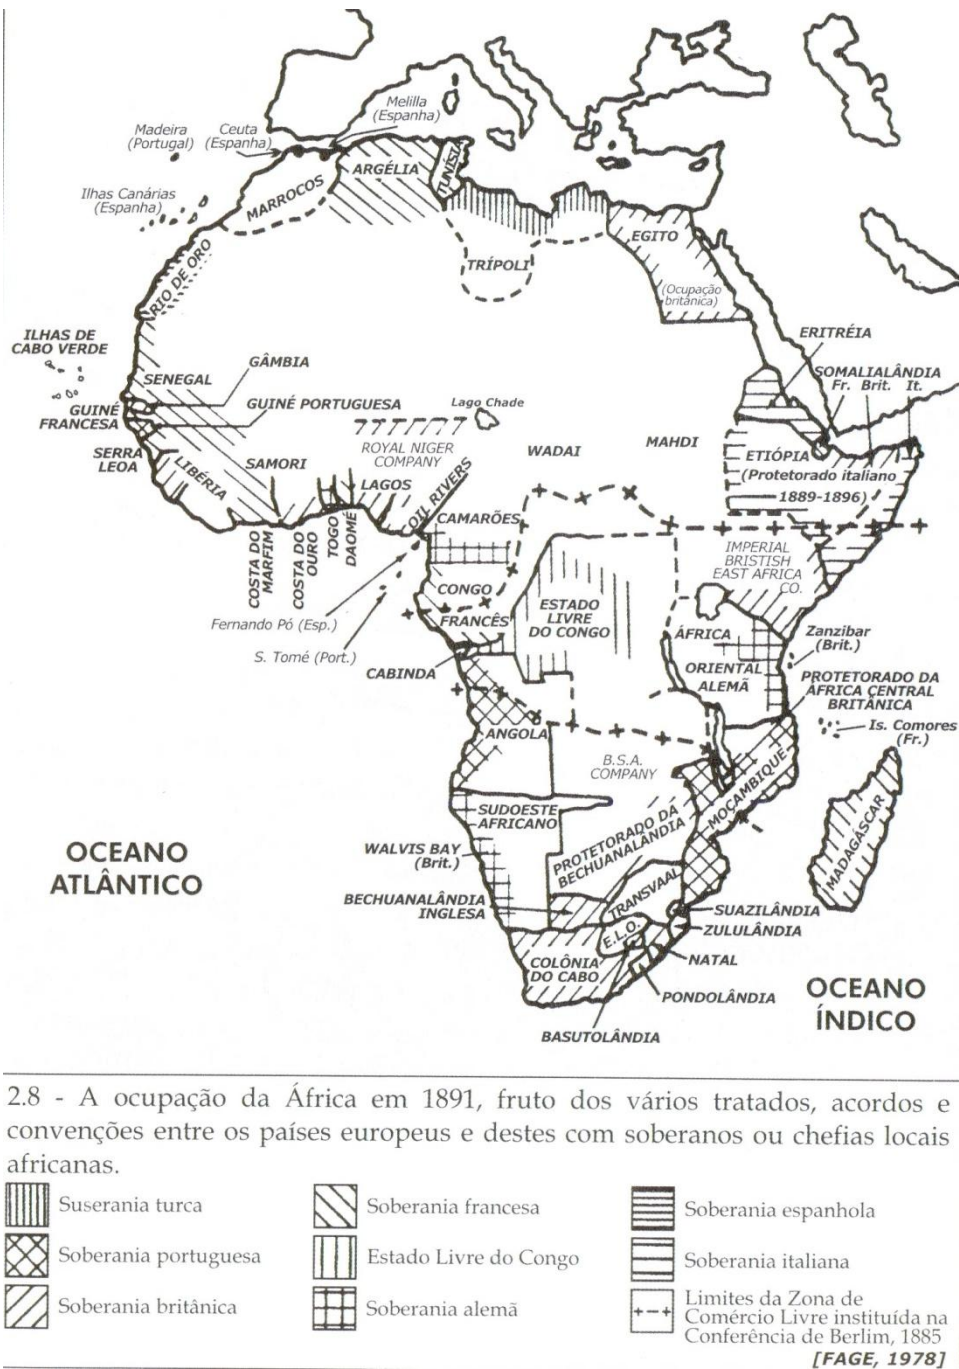 Melilla
(Espanha)
Madeira
(Portugal)
Ceuta
(Espanha)
Ilhas Canárias
(Espanha)
MARROCOS
ARGÉLIA
TUNÍSIA
TRÍPOLI
EGITO
(Ocupação
britânica)
RIO DE ORO
ILHAS DE
CABO VERDE
SENEGAL
GÂMBIA
GUINÉ
FRANCESA
GUINÉ PORTUGUESA
Lago Chade
ERITRÉIA
SOMALIALÂNDIA
Fr. Brit. It.
SERRA
LEOA
LIBÉRIA
SAMORI
ROYAL NIGER
COMPANY
WADAI
MAHDI
ETIÓPIA
(Protetorado italiano
1889-1896)
LAGOS
OIL RIVERS
CAMARÕES
COSTA DO
MARFIM
COSTA DO
OURO
TOGO
DAOMÉ
IMPERIAL
BRISTISH
EAST AFRICA
CO.
CONGO
FRANCÊS
ESTADO
LIVRE
DO CONGO
Fernando Pó (Esp.)
S. Tomé (Port.)
CABINDA
ÁFRICA
ORIENTAL
ALEMÃ
Zanzibar
(Brit.)
PROTETORADO DA
ÁFRICA CENTRAL
BRITÂNICA
Is. Comores
(Fr.)
ANGOLA
B.S.A.
COMPANY
MOÇAMBIQUE
MADAGÁSCAR
SUDOESTE
AFRICANO
WALVIS BAY
(Brit.)
PROTETORADO DA
BECHUANALÂNDIA
OCEANO
ATLÂNTICO
BECHUANALÂNDIA
INGLESA
TRANSVAAL
SUAZILÂNDIA
E.L.O.
ZULULÂNDIA
COLÔNIA
DO CABO
NATAL
PONDOLÂNDIA
BASUTOLÂNDIA
OCEANO
ÍNDICO
2.8 - A ocupação da África em 1891, fruto dos vários tratados, acordos e
convenções entre os países europeus e destes com soberanos ou chefias locais
africanas.
Suserania turca
Soberania francesa
Soberania espanhola
Soberania portuguesa
Estado Livre do Congo
Soberania italiana
Soberania britânica
Soberania alemã
Limites da Zona de
Comércio Livre instituída na
Conferência de Berlim, 1885
[FAGE, 1978]